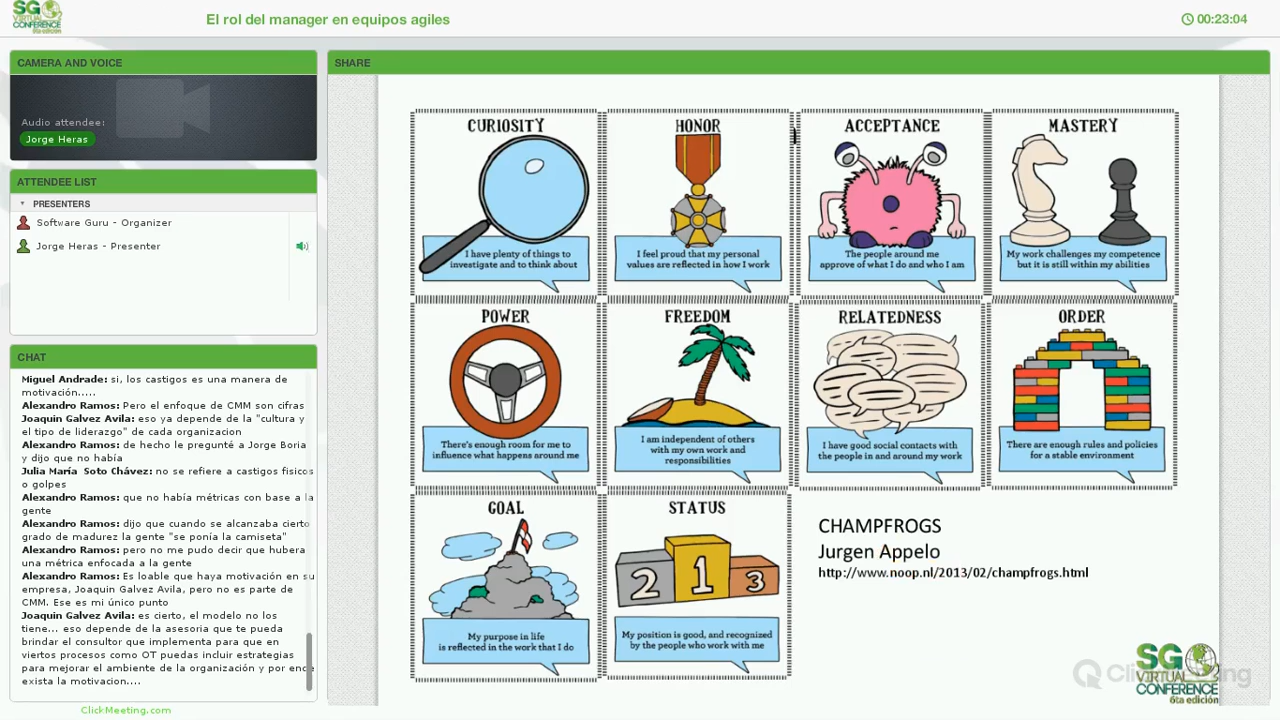 SG
VIRTUAL
CONFERENCE
6ta edición
El rol del manager en equipos agiles
00:23:04
CAMERA AND VOICE
Audio attendee:
Jorge Heras
ATTENDEE LIST
PRESENTERS
Software Guru - Organizer
Jorge Heras - Presenter
CHAT
Miguel Andrade: si, los castigos es una manera de
motivación.....
Alexandro Ramos: Pero el enfoque de CMM son cifras
Joaquin Galvez Avila: eso ya depende de la "cultura y
el tipo de liderazgo" de cada organizacion
Alexandro Ramos: de hecho le pregunté a Jorge Boria
y dijo que no había
Julia María Soto Chávez: no se refiere a castigos físicos
o golpes
Alexandro Ramos: que no había métricas con base a la
gente
Alexandro Ramos: dijo que cuando se alcanzaba cierto
grado de madurez la gente "se ponía la camiseta"
Alexandro Ramos: pero no me pudo decir que hubera
una métrica enfocada a la gente
Alexandro Ramos: Es loable que haya motivación en su
empresa, Joaquin Galvez Avila, pero no es parte de
CMM. Ese es mi único punto
Joaquin Galvez Avila: es cierto, el modelo no los
tiene... eso depende de la asesoria que te pueda
brindar el consultor que implementa para que en
viertos procesos como OT puedas incluir estrategias
para mejorar el ambiente de la organización y por ende
exista la motivacion....
ClickMeeting.com
SHARE
CURIOSITY
I have plenty of things to
investigate and to think about
HONOR
I feel proud that my personal
values are reflected in how I work
ACCEPTANCE
The people around me
approve of what I do and who I am
MASTERY
My work challenges my competence
but it is still within my abilities
POWER
There's enough room for me to
influence what happens around me
FREEDOM
I am independent of others
with my own work and
responsibilities
RELATEDNESS
I have good social contacts with
the people in and around my work
ORDER
There are enough rules and policies
for a stable environment
GOAL
My purpose in life
is reflected in the work that I do
STATUS
2 1 3
My position is good, and recognized
by the people who work with me
CHAMPFROGS
Jurgen Appelo
http://www.noop.nl/2013/02/champfrogs.html
SG
VIRTUAL
CONFERENCE
6ta edición